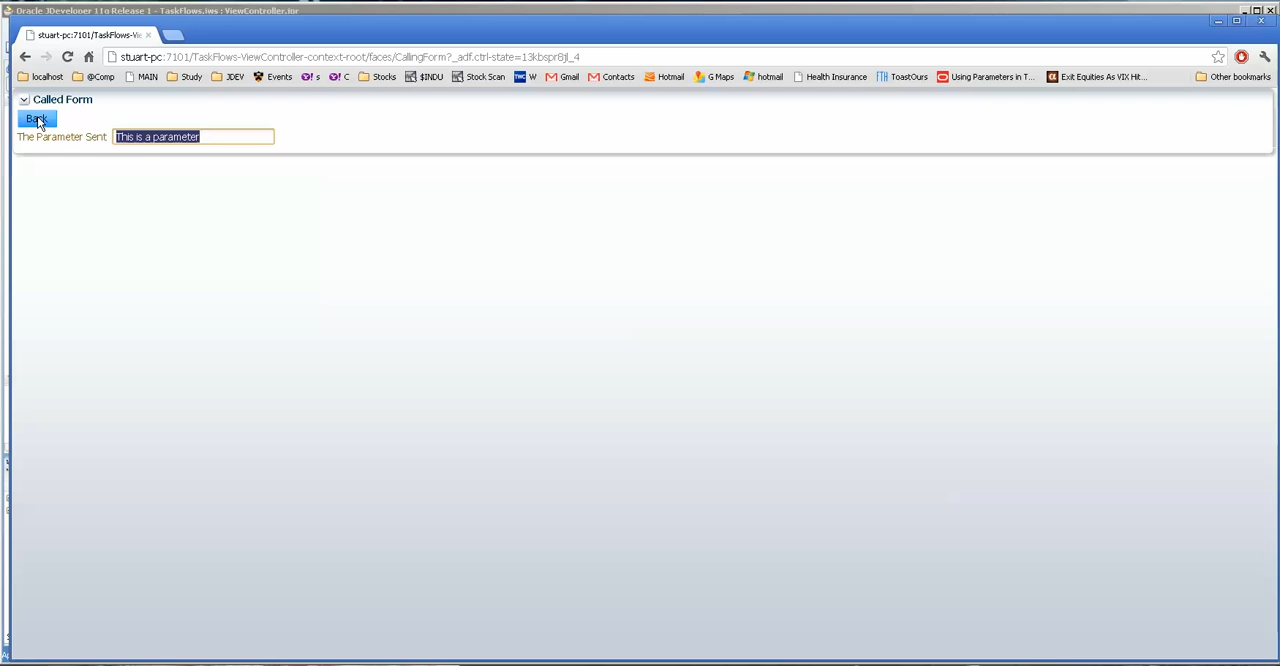 Oracle JDeveloper 11g Release 1 - TaskFlows.jws : ViewController.jpr
stuart-pc:7101/TaskFlows-Vi
stuart-pc:7101/TaskFlows-ViewController-context-root/faces/CallingForm?_adf.ctrl-state=13kbspr8jl_4
localhost @Comp MAIN Study JDEV Events Y! s Y! C Stocks $INDU Stock Scan TWC W Gmail Contacts Hotmail G Maps hotmail Health Insurance TH ToastOurs Using Parameters in T... Exit Equities As VIX Hit... Other bookmarks
Called Form
Back
The Parameter Sent This is a parameter